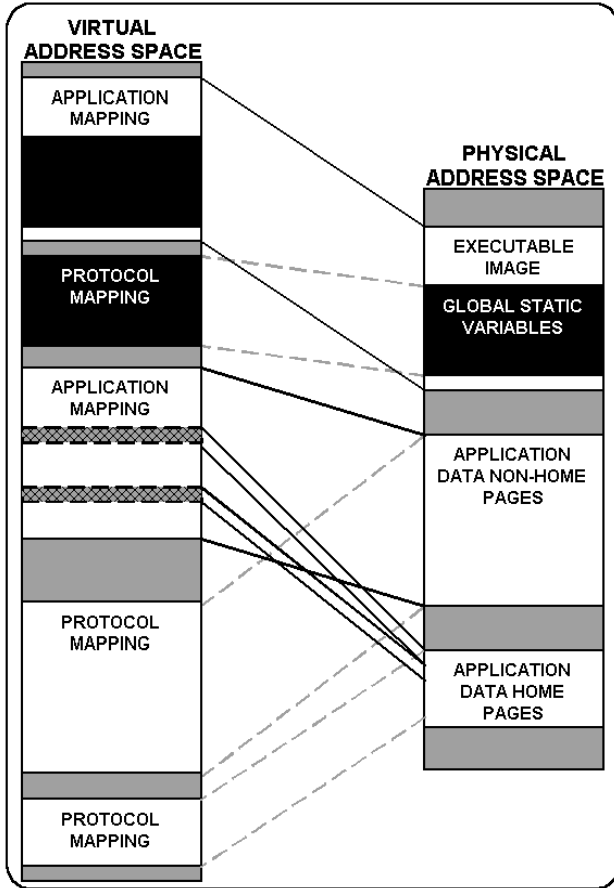 VIRTUAL
ADDRESS SPACE
APPLICATION
MAPPING
PROTOCOL
MAPPING
APPLICATION
MAPPING
PROTOCOL
MAPPING
PROTOCOL
MAPPING
PHYSICAL
ADDRESS SPACE
EXECUTABLE
IMAGE
GLOBAL STATIC
VARIABLES
APPLICATION
DATA NON-HOME
PAGES
APPLICATION
DATA HOME
PAGES